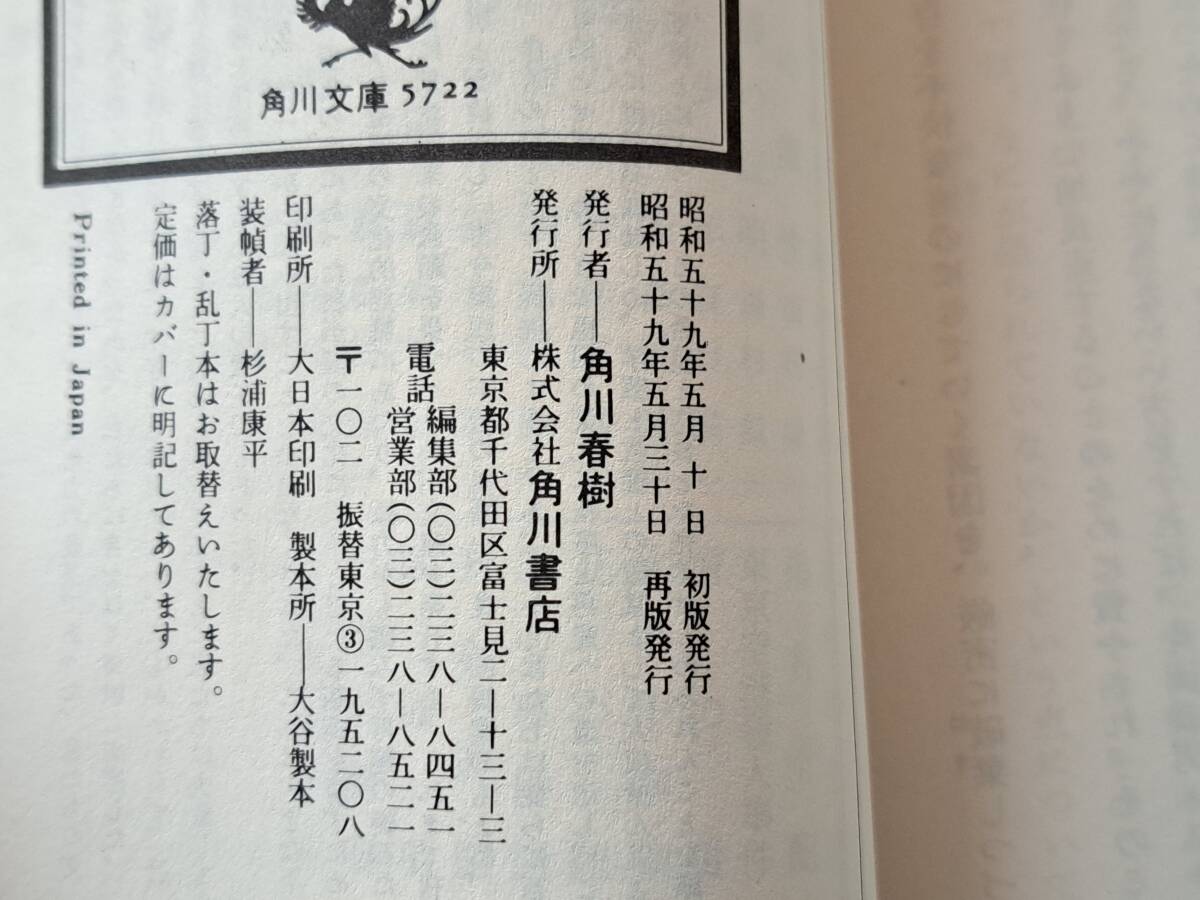 角川文庫 5722
昭和五十九年五月 十 日 初版発行
昭和五十九年五月三十日 再版発行
発行者――角川春樹
発行所――株式会社角川書店
東京都千代田区富士見二―十三―三
電話
編集部(〇三)二三八―八四五一
営業部(〇三)二三八―八五二一
〒一〇二 振替東京③一九五二〇八
印刷所――大日本印刷 製本所――大谷製本
装幀者――杉浦康平
落丁・乱丁本はお取替えいたします。
定価はカバーに明記してあります。
Printed in Japan